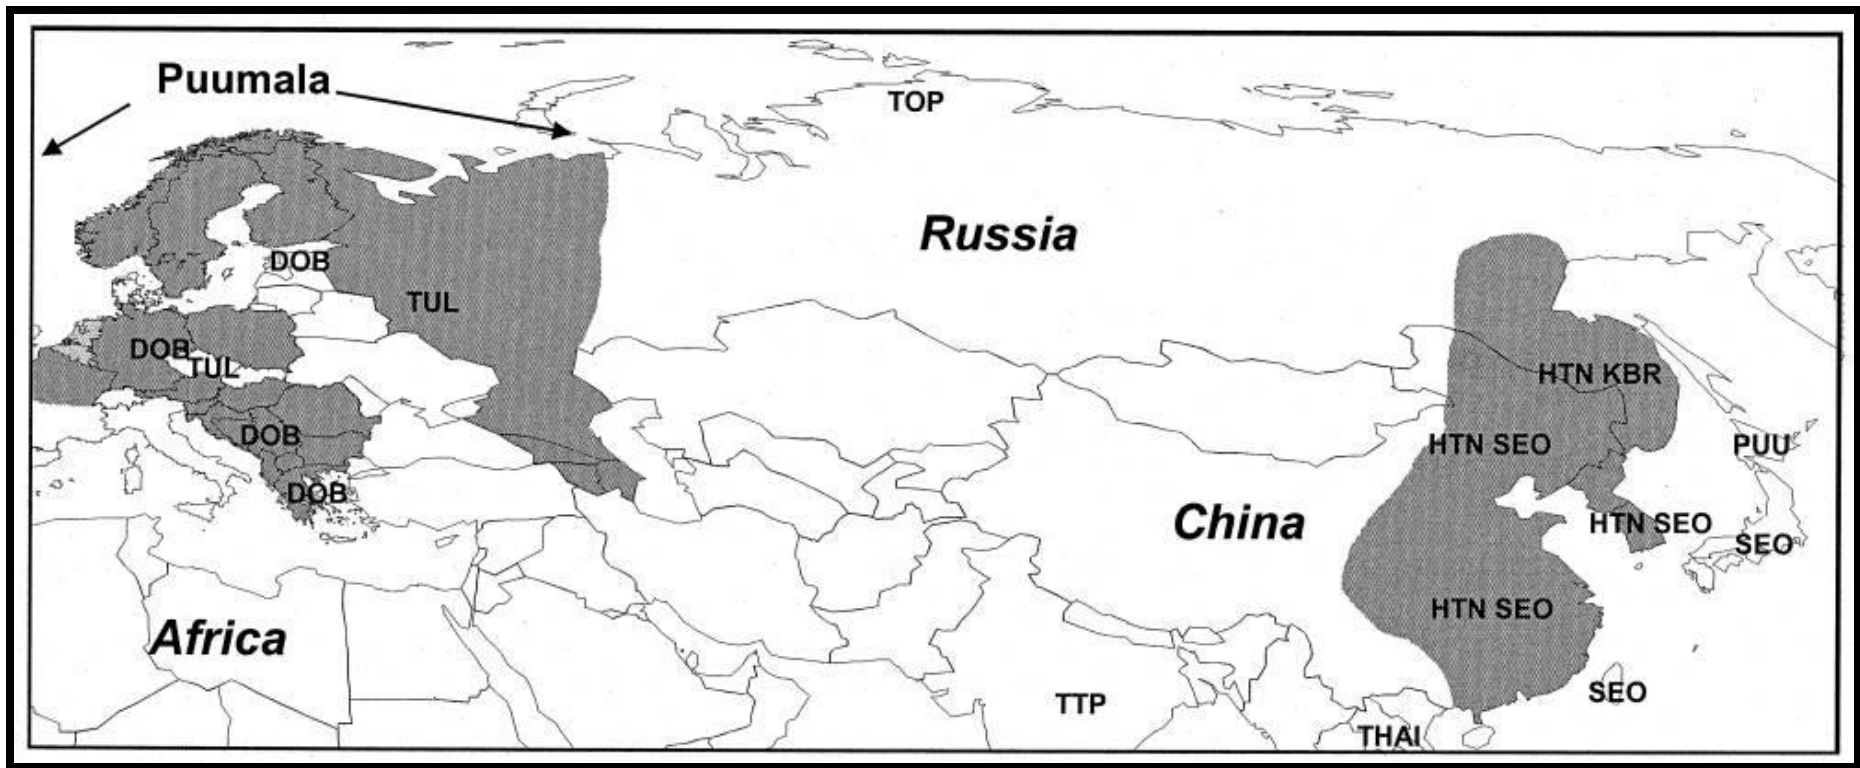 Puumala
TOP
Russia
DOB
TUL
DOB
TUL
HTN KBR
DOB
HTN SEO
PUU
DOB
China
HTN SEO
SEO
HTN SEO
Africa
SEO
TTP
THAI